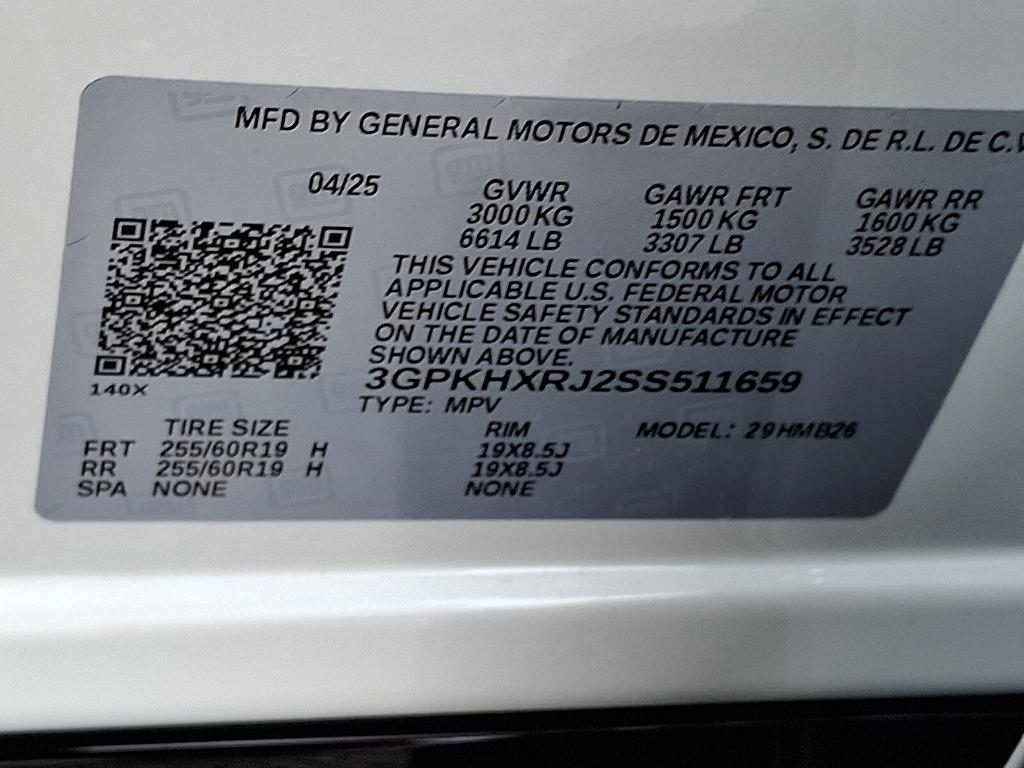 MFD BY GENERAL MOTORS DE MEXICO, S. DE R.L. DE C.V
04/25
GVWR GAWR FRT GAWR RR
3000 KG 1500 KG 1600 KG
6614 LB 3307 LB 3528 LB
THIS VEHICLE CONFORMS TO ALL
APPLICABLE U.S. FEDERAL MOTOR
VEHICLE SAFETY STANDARDS IN EFFECT
ON THE DATE OF MANUFACTURE
SHOWN ABOVE.
140X
3GPKHXRJ2SS511659
TYPE: MPV
TIRE SIZE RIM MODEL: 29HMB26
FRT 255/60R19 H 19X8.5J
RR 255/60R19 H 19X8.5J
SPA NONE NONE